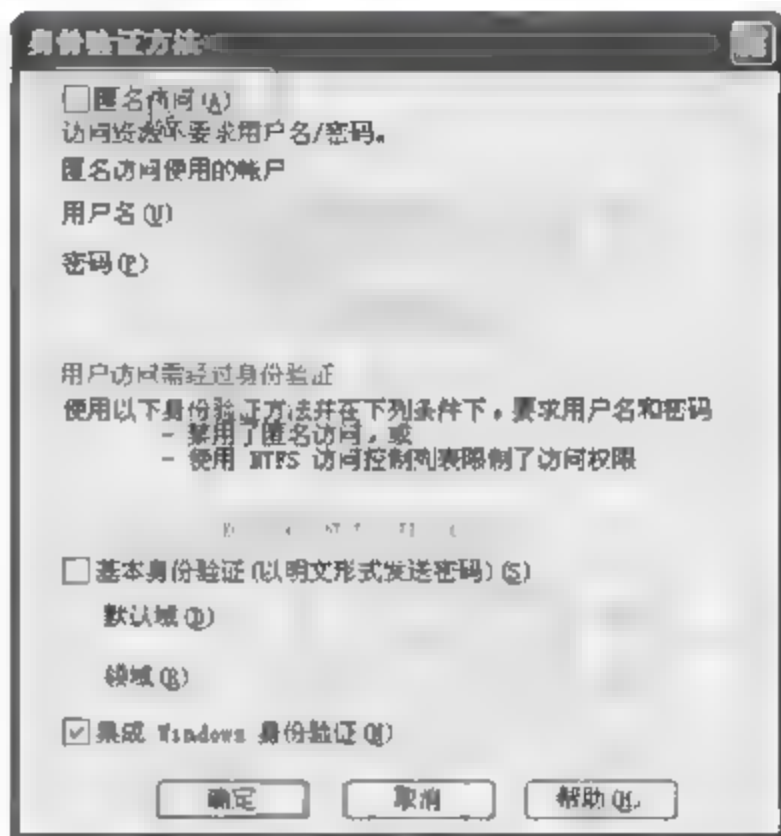 身份验证方法
匿名访问(A)
访问资源不要求用户名/密码。
匿名访问使用的帐户
用户名(U)
密码(P)
用户访问需经过身份验证
使用以下身份验证方法并在下列条件下，要求用户名和密码
- 禁用了匿名访问，或
- 使用 NTFS 访问控制列表限制了访问权限
基本身份验证(以明文形式发送密码)(S)
默认域(D)
领域(R)
集成 Windows 身份验证(N)
确定 取消 帮助(H)